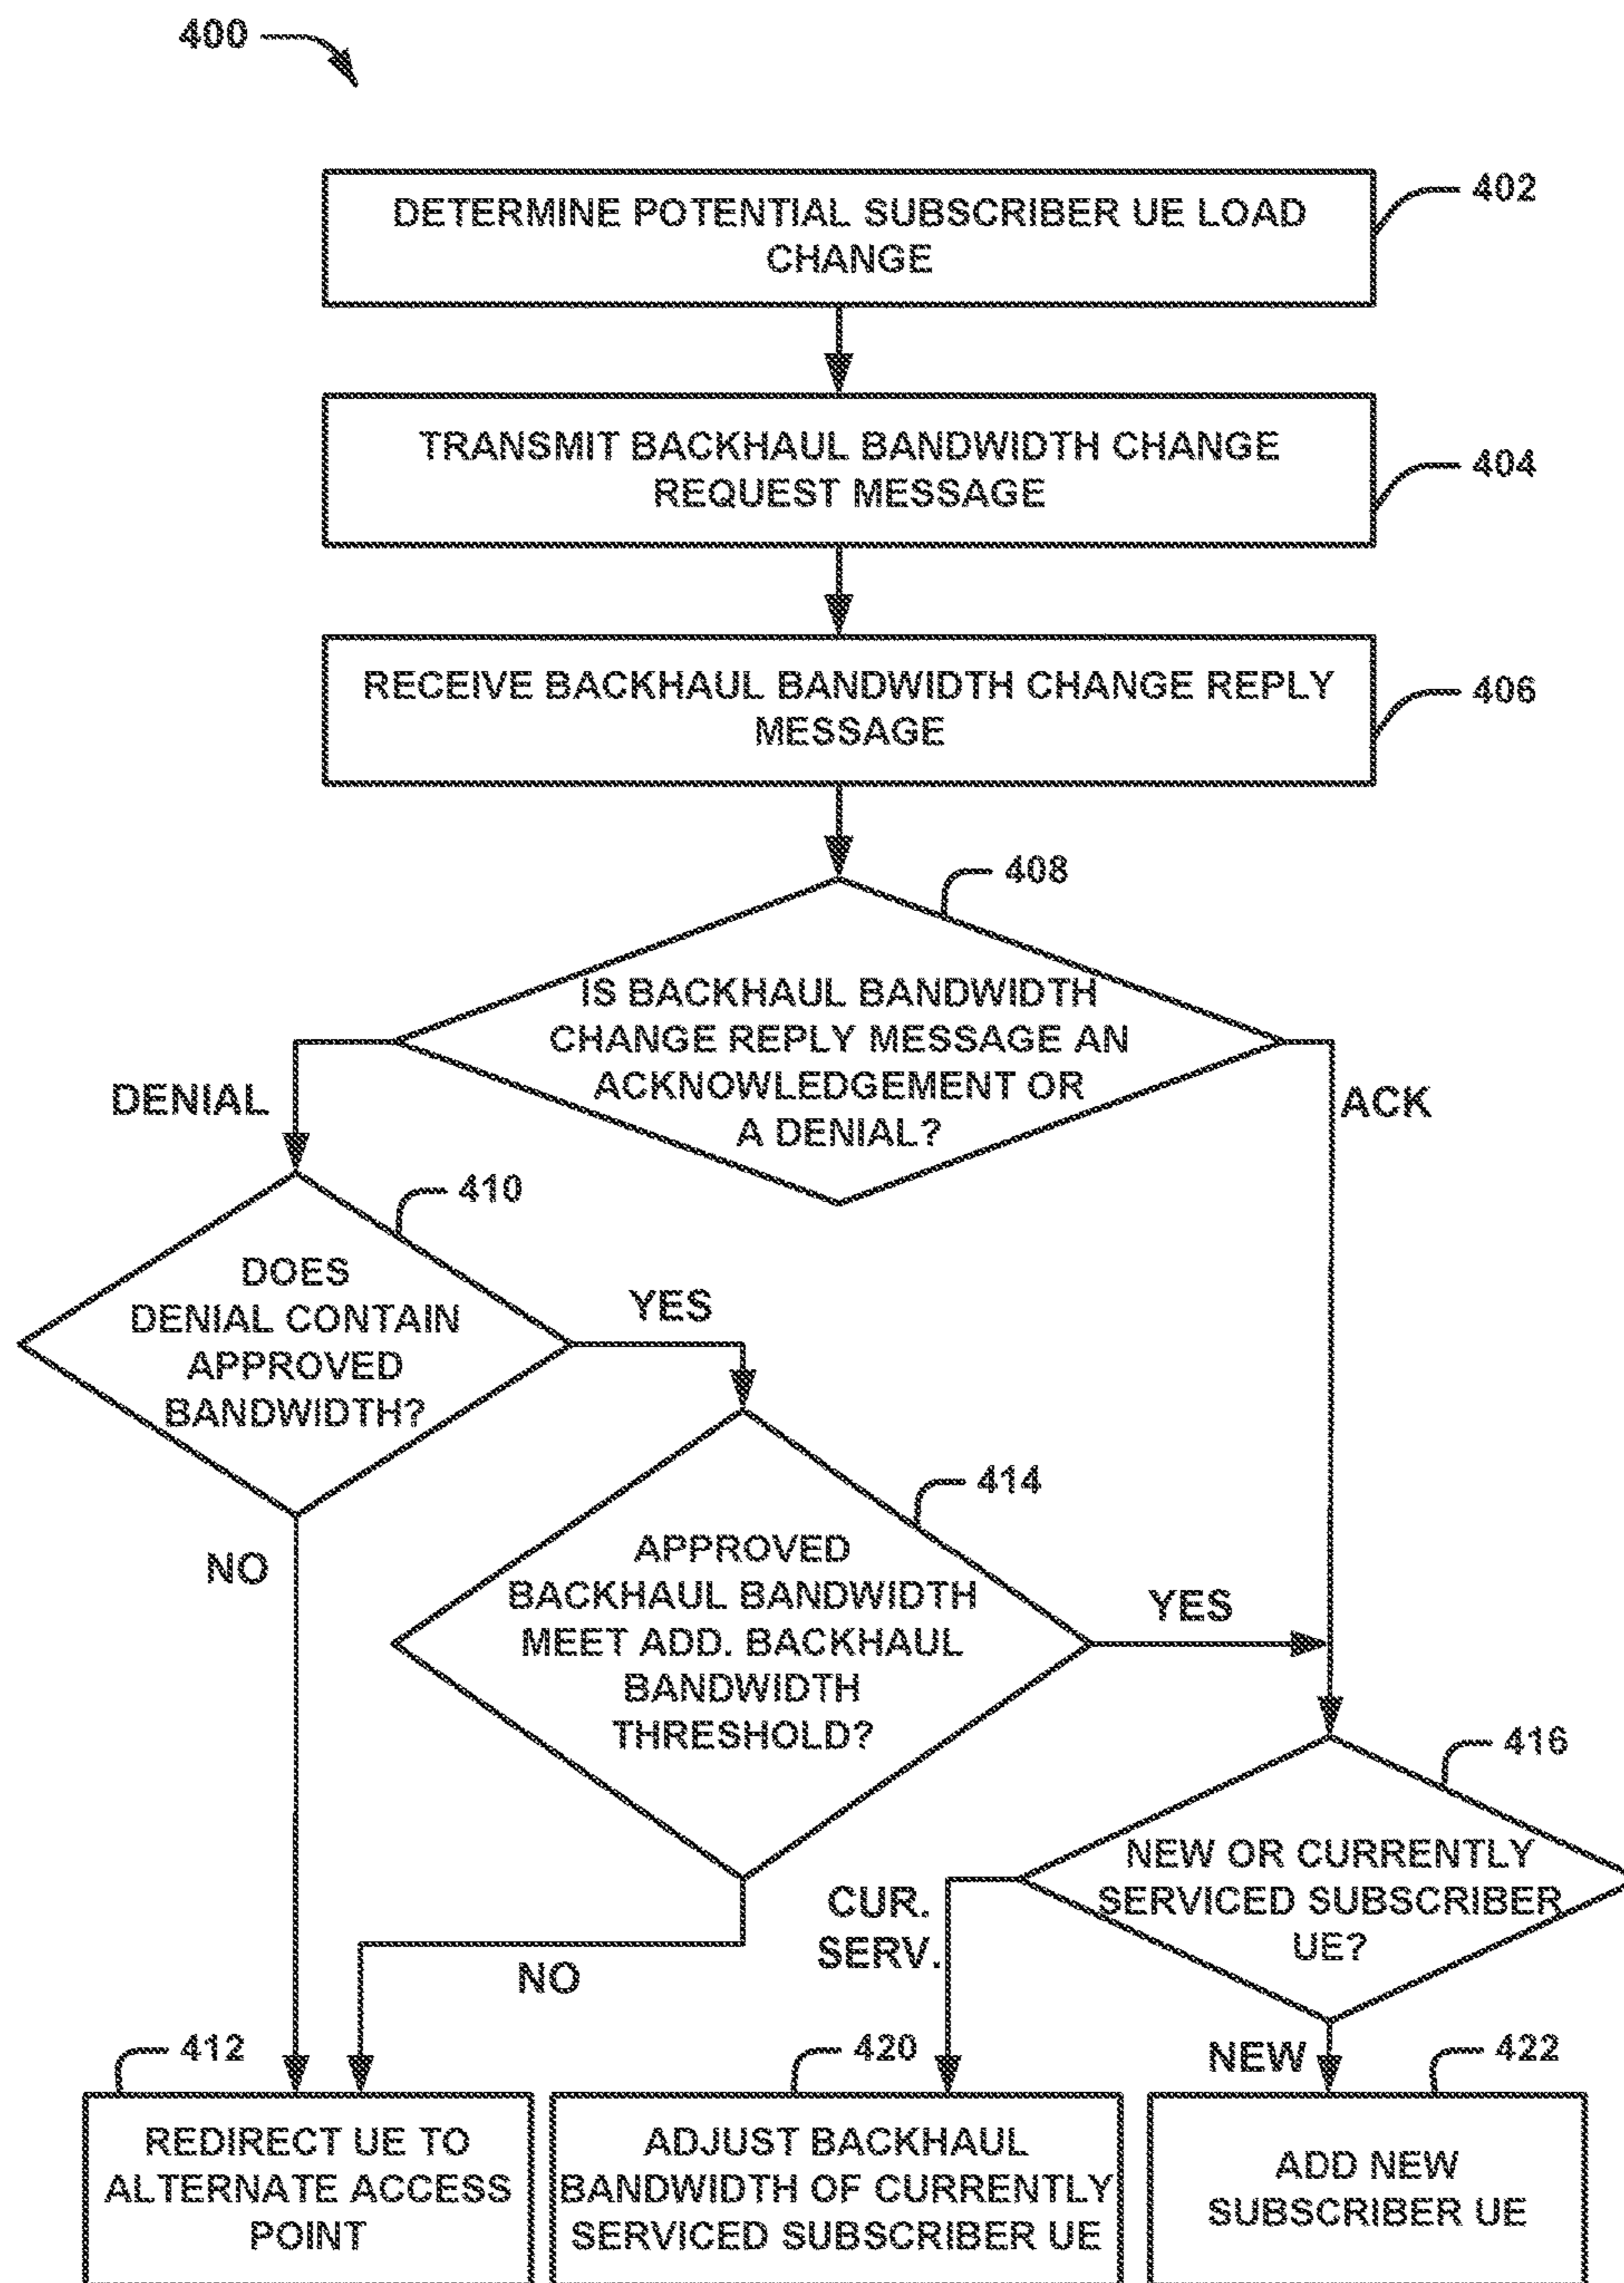 400
DETERMINE POTENTIAL SUBSCRIBER UE LOAD
CHANGE
402
TRANSMIT BACKHAUL BANDWIDTH CHANGE
REQUEST MESSAGE
404
RECEIVE BACKHAUL BANDWIDTH CHANGE REPLY
MESSAGE
406
408
IS BACKHAUL BANDWIDTH
CHANGE REPLY MESSAGE AN
ACKNOWLEDGEMENT OR
A DENIAL?
DENIAL
ACK
410
DOES
DENIAL CONTAIN
APPROVED
BANDWIDTH?
YES
NO
414
APPROVED
BACKHAUL BANDWIDTH
MEET ADD. BACKHAUL
BANDWIDTH
THRESHOLD?
YES
NO
416
NEW OR CURRENTLY
SERVICED SUBSCRIBER
UE?
CUR.
SERV.
NEW
412
REDIRECT UE TO
ALTERNATE ACCESS
POINT
420
ADJUST BACKHAUL
BANDWIDTH OF CURRENTLY
SERVICED SUBSCRIBER UE
422
ADD NEW
SUBSCRIBER UE